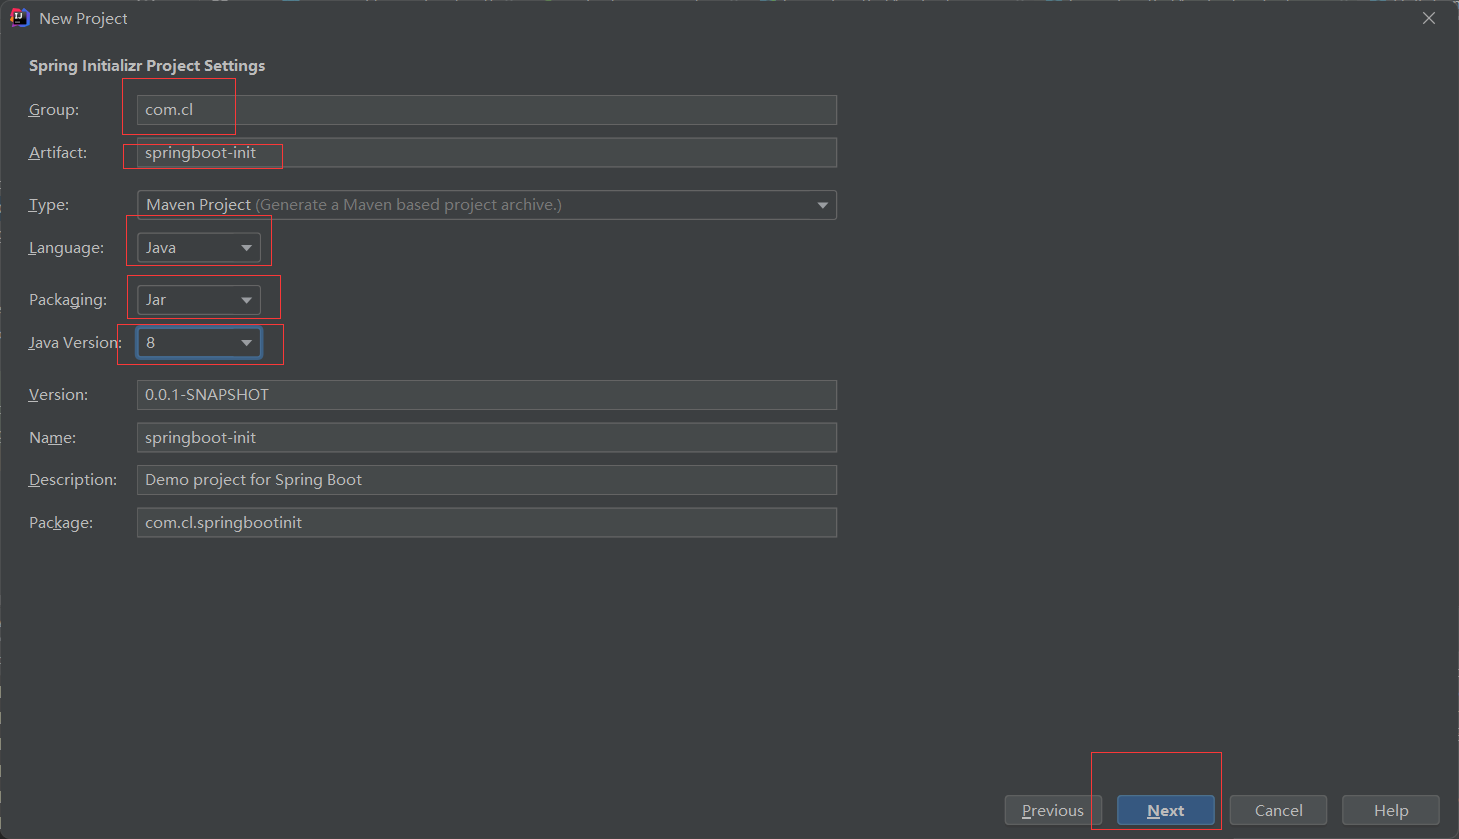 New Project
Spring Initializr Project Settings
Group: com.cl
Artifact: springboot-init
Type: Maven Project (Generate a Maven based project archive.)
Language: Java
Packaging: Jar
Java Version: 8
Version: 0.0.1-SNAPSHOT
Name: springboot-init
Description: Demo project for Spring Boot
Package: com.cl.springbootinit
Previous Next Cancel Help